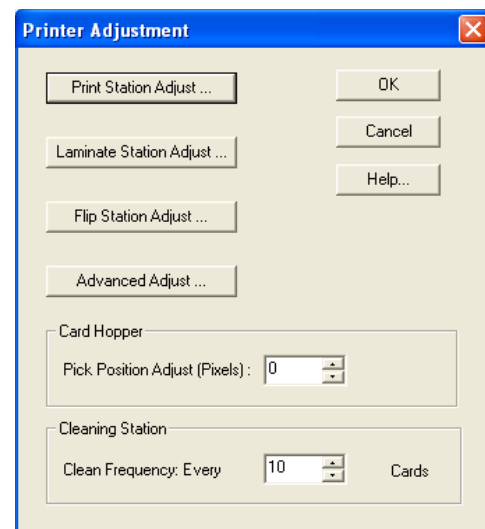 Printer Adjustment
Print Station Adjust ...
OK
Cancel
Laminate Station Adjust ...
Help...
Flip Station Adjust ...
Advanced Adjust ...
Card Hopper
Pick Position Adjust (Pixels) : 0
Cleaning Station
Clean Frequency: Every 10 Cards